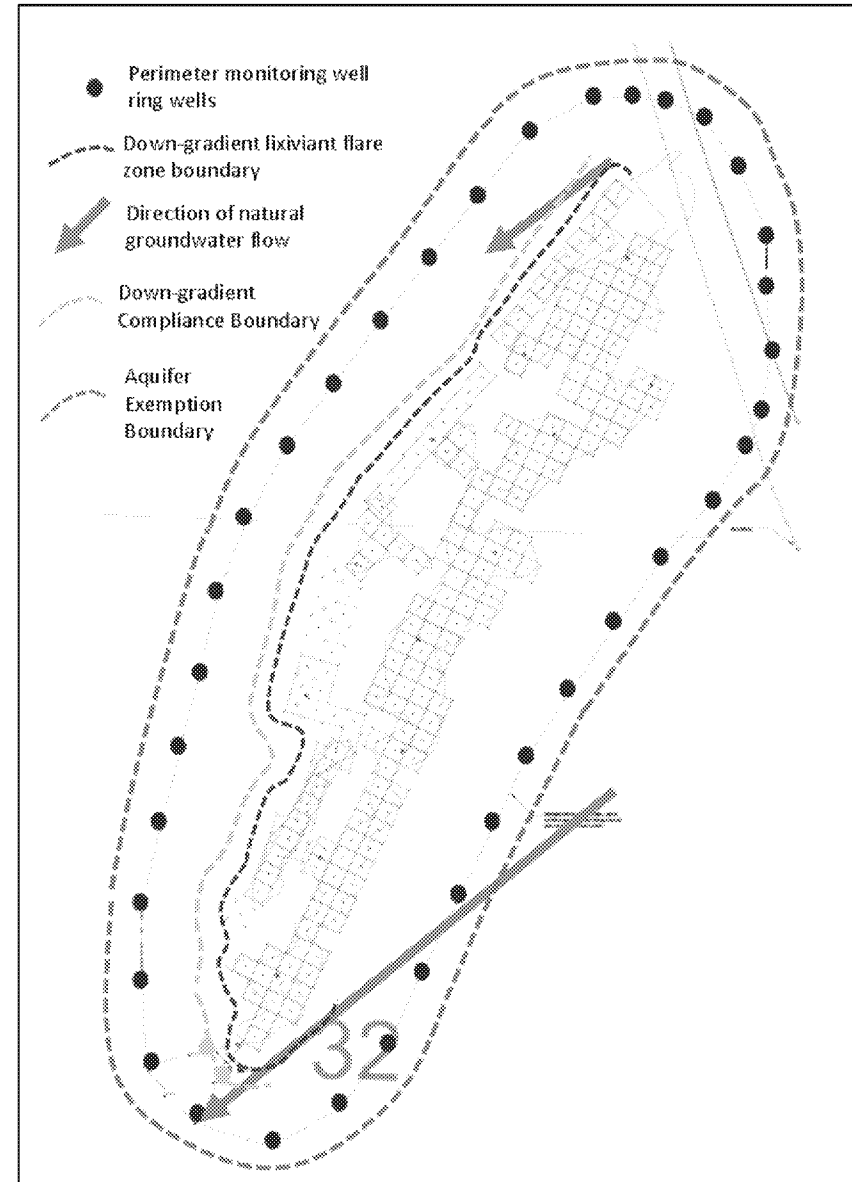 Perimeter monitoring well
ring wells
Down-gradient lixiviant flare
zone boundary
Direction of natural
groundwater flow
Down-gradient
Compliance Boundary
Aquifer
Exemption
Boundary
32